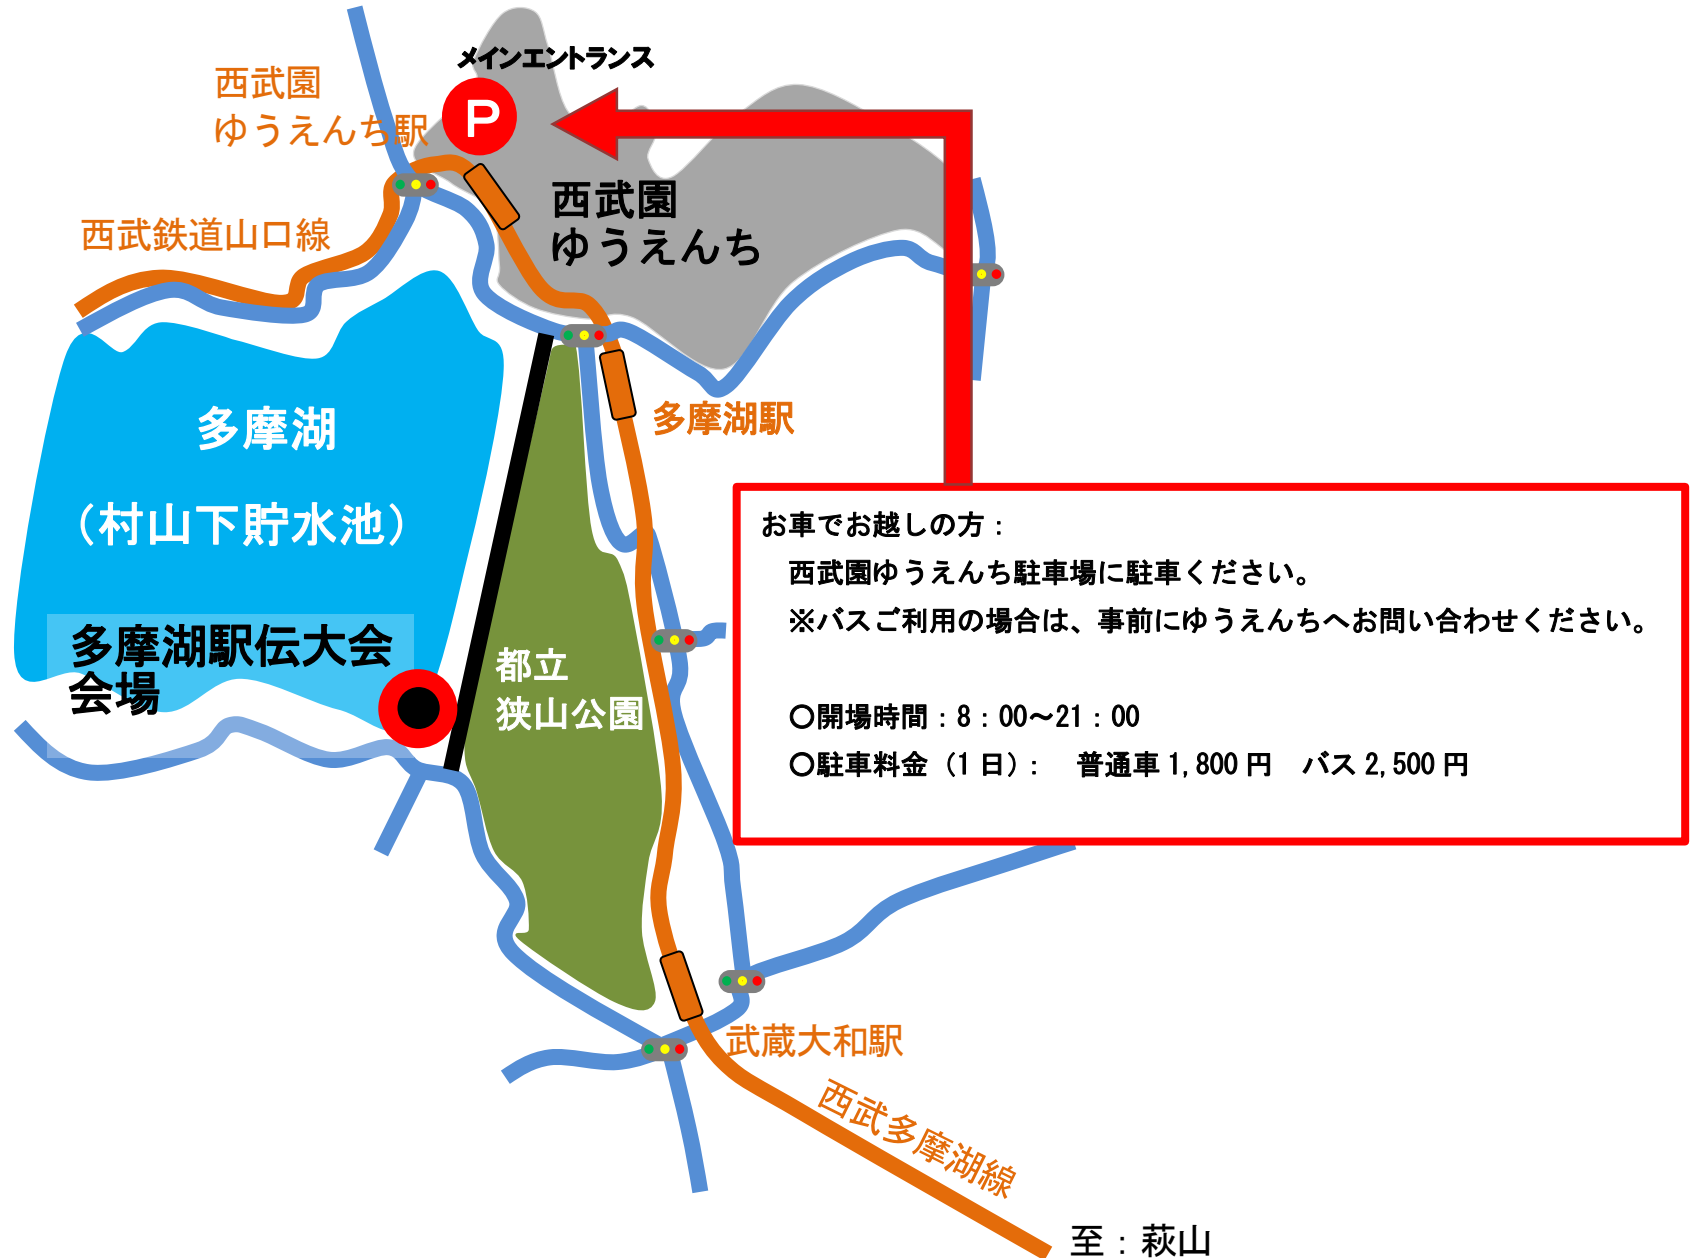 メインエントランス
西武園
ゆうえんち駅
P
西武園
ゆうえんち
西武鉄道山口線
多摩湖駅
多摩湖
（村山下貯水池）
お車でお越しの方：
西武園ゆうえんち駐車場に駐車ください。
※バスご利用の場合は、事前にゆうえんちへお問い合わせください。
〇開場時間：8：00～21：00
〇駐車料金（1日）：　普通車1,800円　バス2,500円
多摩湖駅伝大会
会場
都立
狭山公園
武蔵大和駅
西武多摩湖線
至：萩山